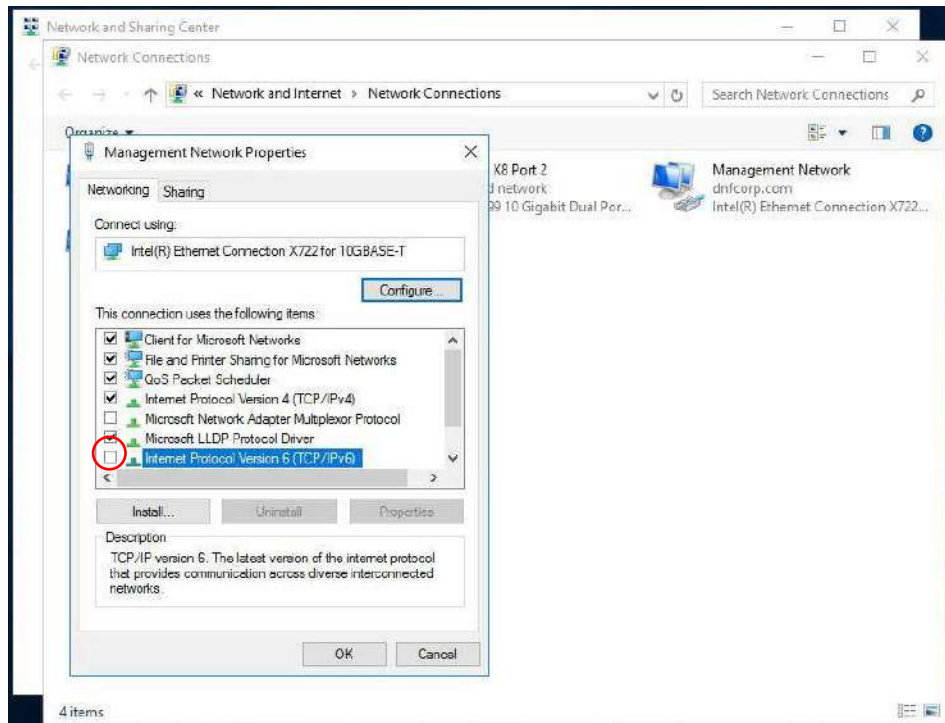 Network and Sharing Center
Network Connections
« Network and Internet > Network Connections
Search Network Connections
Organize
Management Network Properties
X8 Port 2
d network
99 10 Gigabit Dual Por...
Management Network
dnfcorp.com
Intel(R) Ethernet Connection X722...
Networking
Sharing
Connect using:
Intel(R) Ethernet Connection X722 for 10GBASE-T
Configure...
This connection uses the following items:
Client for Microsoft Networks
File and Printer Sharing for Microsoft Networks
QoS Packet Scheduler
Internet Protocol Version 4 (TCP/IPv4)
Microsoft Network Adapter Multiplexor Protocol
Microsoft LLDP Protocol Driver
Internet Protocol Version 6 (TCP/IPv6)
Install...
Uninstall
Properties
Description
TCP/IP version 6. The latest version of the internet protocol
that provides communication across diverse interconnected
networks.
OK
Cancel
4 items